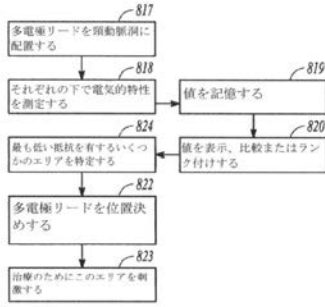 817
多電極リードを頸動脈洞に
配置する
818
それぞれの下で電気的特性
を測定する
819
値を記憶する
820
値を表示、比較またはラン
ク付けする
824
最も低い抵抗を有するいくつ
かのエリアを特定する
822
多電極リードを位置決
めする
823
治療のためにこのエリアを刺
激する